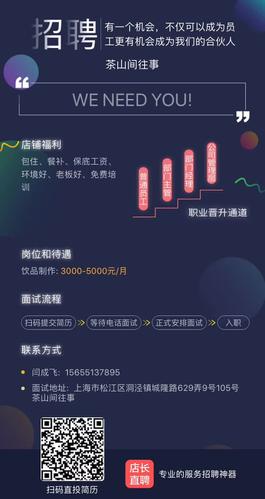 招聘
有一个机会，不仅可以成为员
工更有机会成为我们的合伙人
茶山间往事
WE NEED YOU!
店铺福利
包住、餐补、保底工资、
环境好、老板好、免费培
训
普通员工
部门主管
部门经理
公司管理层
职业晋升通道
岗位和待遇
饮品制作: 3000-5000元/月
面试流程
扫码提交简历
等待电话面试
正式安排面试
入职
联系方式
闫成飞: 15655137895
面试地址: 上海市松江区洞泾镇城隆路629弄9号105号
茶山间往事
扫码直投简历
店长
直聘
专业的服务招聘神器